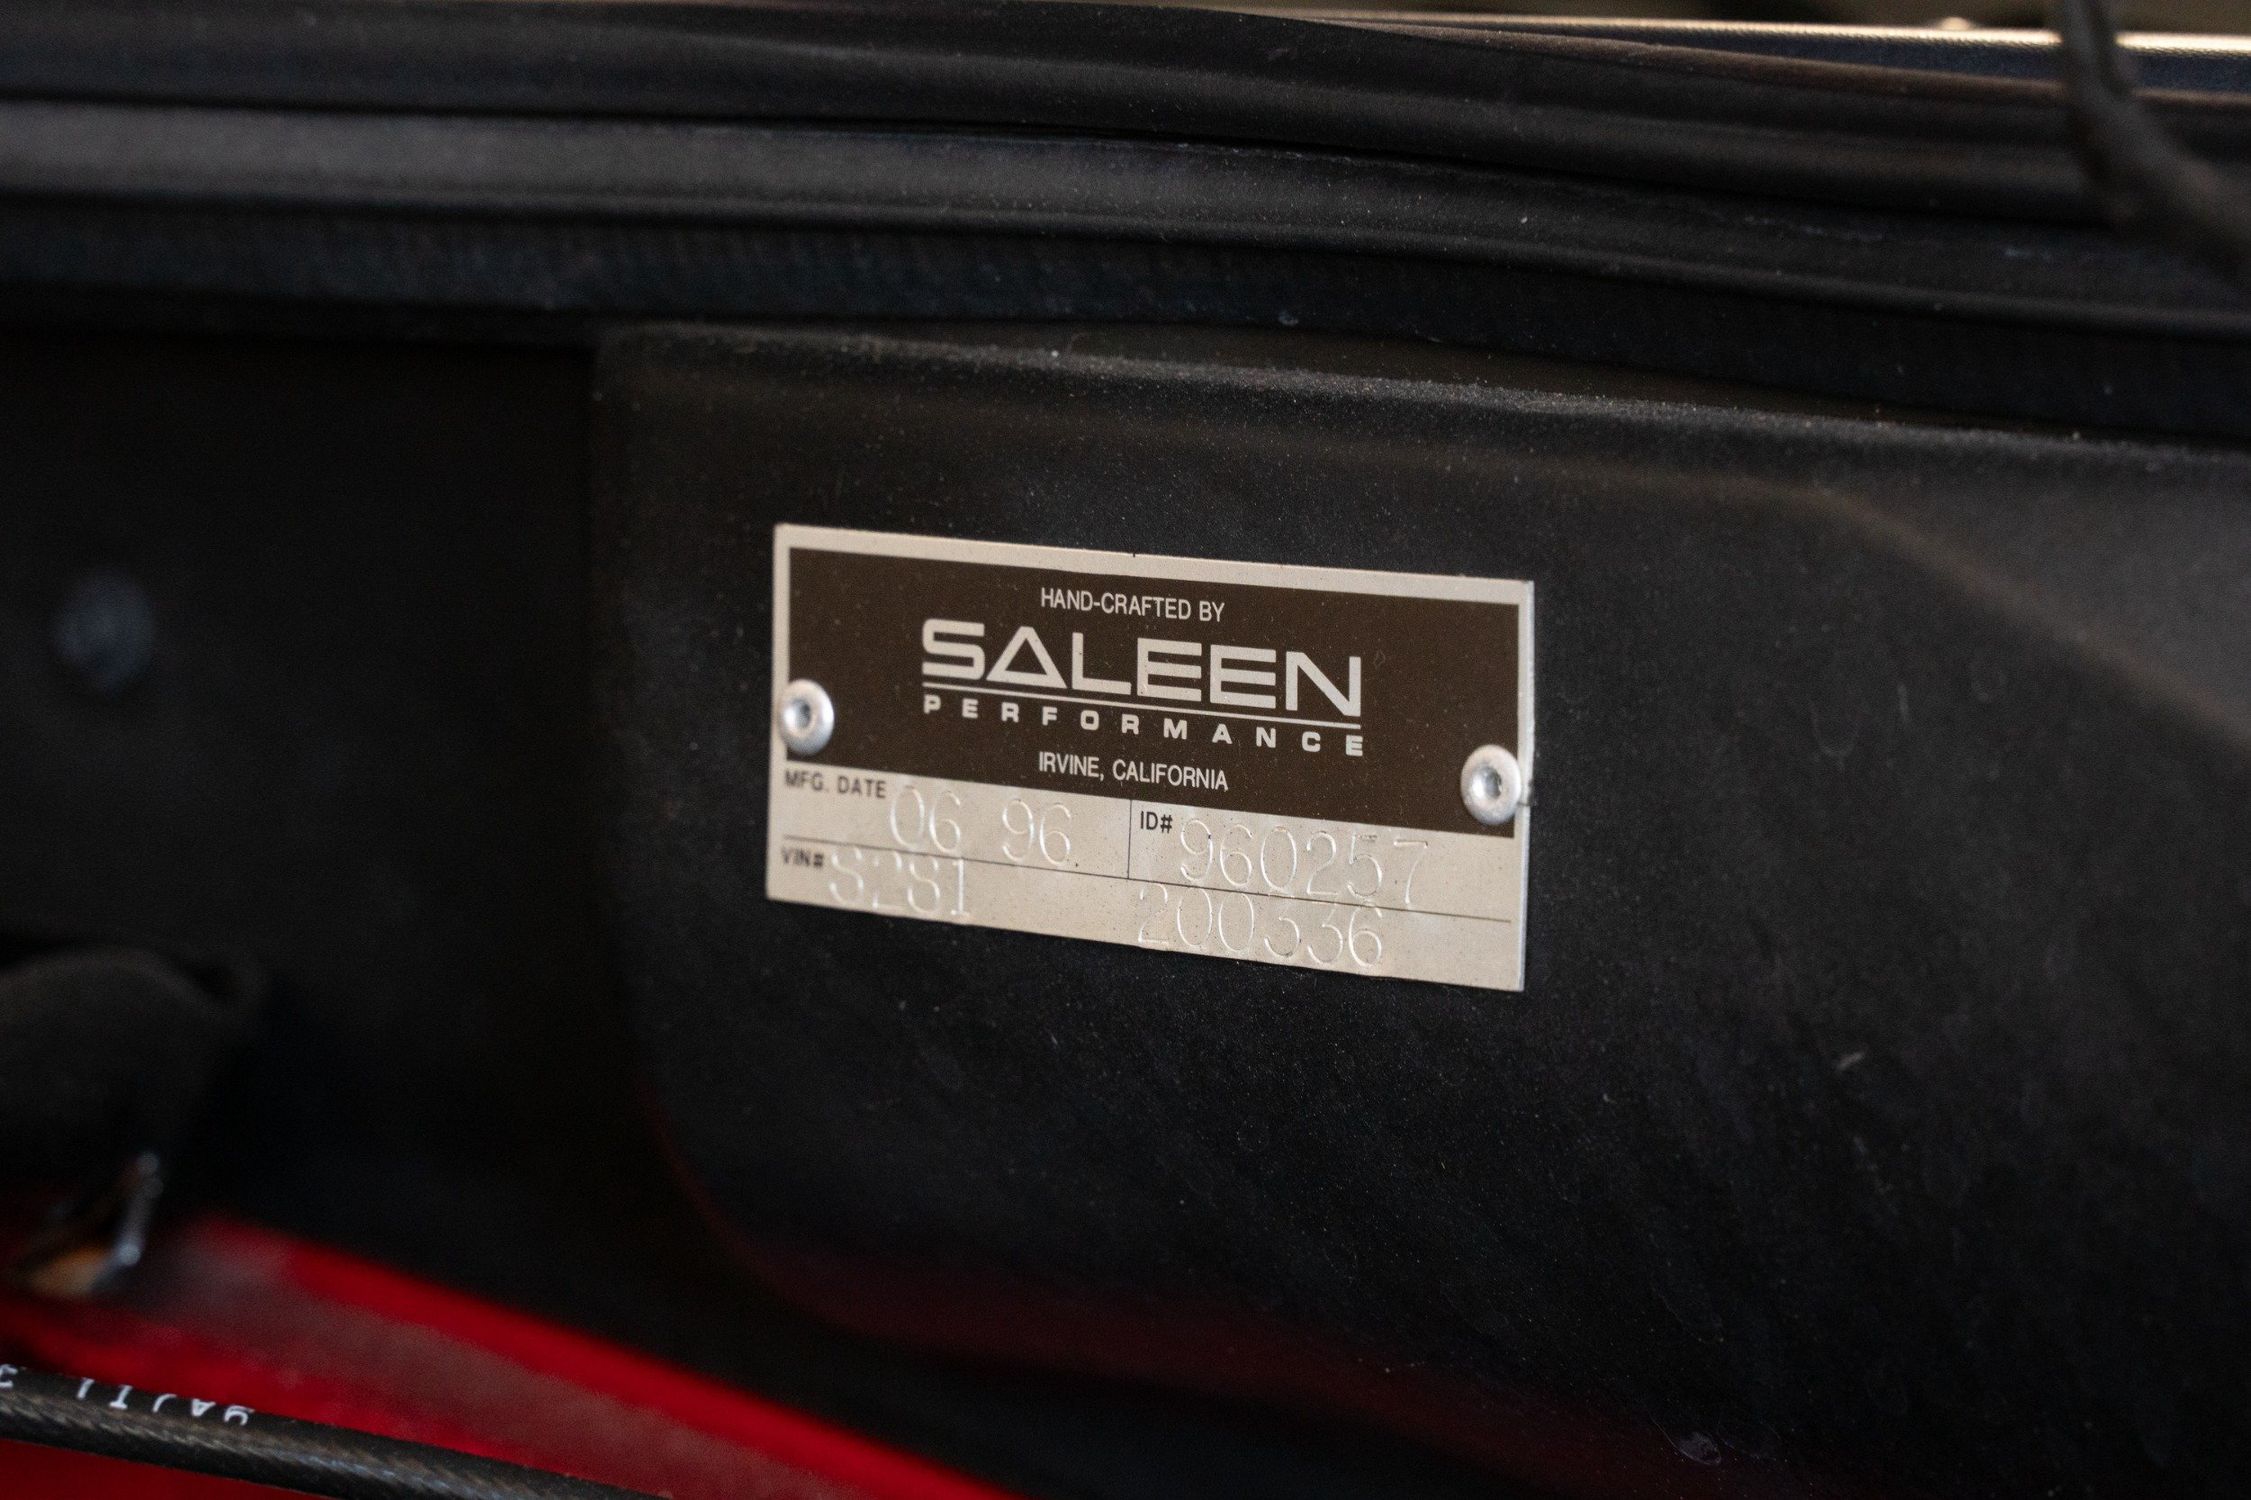 HAND-CRAFTED BY
SALEEN
PERFORMANCE
IRVINE, CALIFORNIA
MFG. DATE 06 96 ID# 960257
VIN# S281 200336